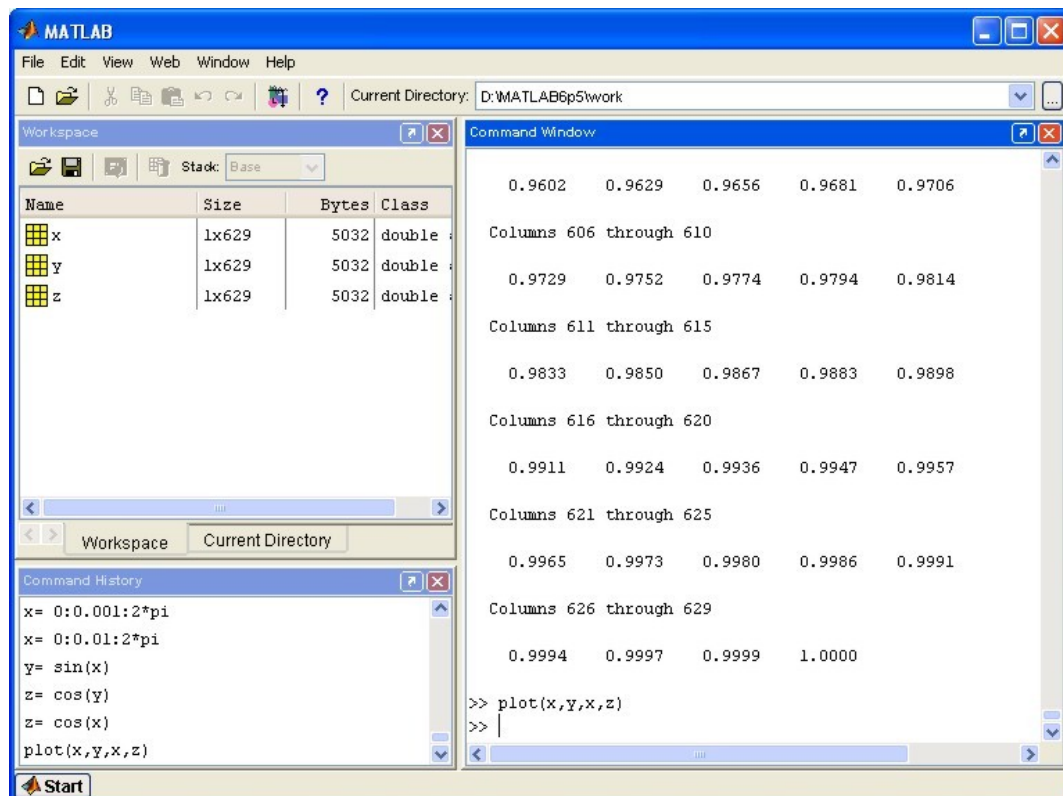 MATLAB
File Edit View Web Window Help
? Current Directory: D:\MATLAB6p5\work ...
Workspace
Stack: Base
Name Size Bytes Class
x 1x629 5032 double
y 1x629 5032 double
z 1x629 5032 double
Workspace Current Directory
Command History
x= 0:0.001:2*pi
x= 0:0.01:2*pi
y= sin(x)
z= cos(y)
z= cos(x)
plot(x,y,x,z)
Command Window
0.9602 0.9629 0.9656 0.9681 0.9706
Columns 606 through 610
0.9729 0.9752 0.9774 0.9794 0.9814
Columns 611 through 615
0.9833 0.9850 0.9867 0.9883 0.9898
Columns 616 through 620
0.9911 0.9924 0.9936 0.9947 0.9957
Columns 621 through 625
0.9965 0.9973 0.9980 0.9986 0.9991
Columns 626 through 629
0.9994 0.9997 0.9999 1.0000
>> plot(x,y,x,z)
>>
Start